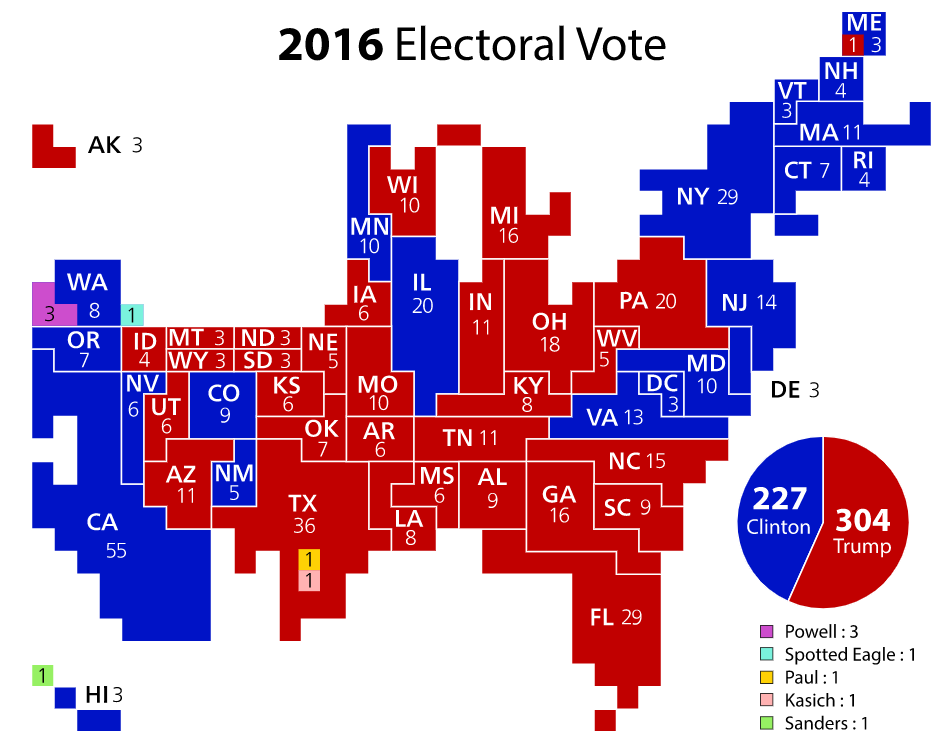 2016 Electoral Vote
ME
1 3
NH
4
VT
3
MA 11
AK 3
CT 7
RI
4
WI
10
NY 29
MI
16
MN
10
WA
3 8
1
IL
20
IA
6
IN
11
OH
18
PA 20
NJ 14
OR
7
ID
4
MT 3
ND 3
NE
5
WY 3
SD 3
WV
5
MD
10
DE 3
NV
6
UT
6
CO
9
KS
6
MO
10
KY
8
DC
3
VA 13
OK
7
AR
6
TN 11
NC 15
AZ
11
NM
5
TX
36
MS
6
AL
9
GA
16
SC 9
LA
8
CA
55
227
Clinton
304
Trump
1
1
FL 29
Powell : 3
Spotted Eagle : 1
Paul : 1
Kasich : 1
Sanders : 1
1
HI 3